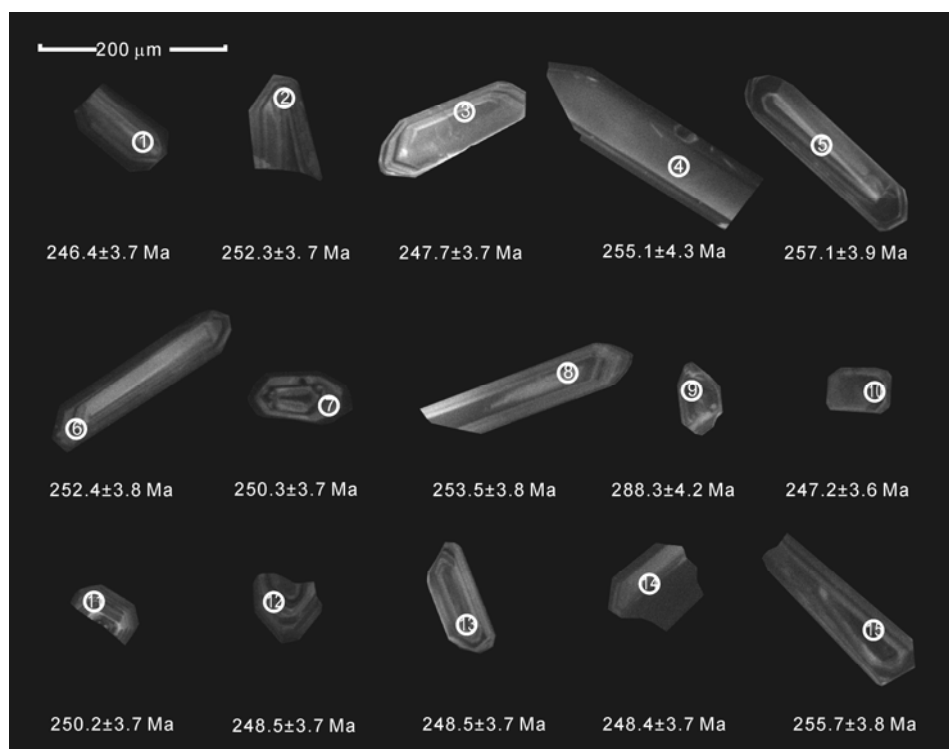 200 μm
1 2 3 4 5
246.4±3.7 Ma 252.3±3. 7 Ma 247.7±3.7 Ma 255.1±4.3 Ma 257.1±3.9 Ma
6 7 8 9 10
252.4±3.8 Ma 250.3±3.7 Ma 253.5±3.8 Ma 288.3±4.2 Ma 247.2±3.6 Ma
11 12 13 14 15
250.2±3.7 Ma 248.5±3.7 Ma 248.5±3.7 Ma 248.4±3.7 Ma 255.7±3.8 Ma